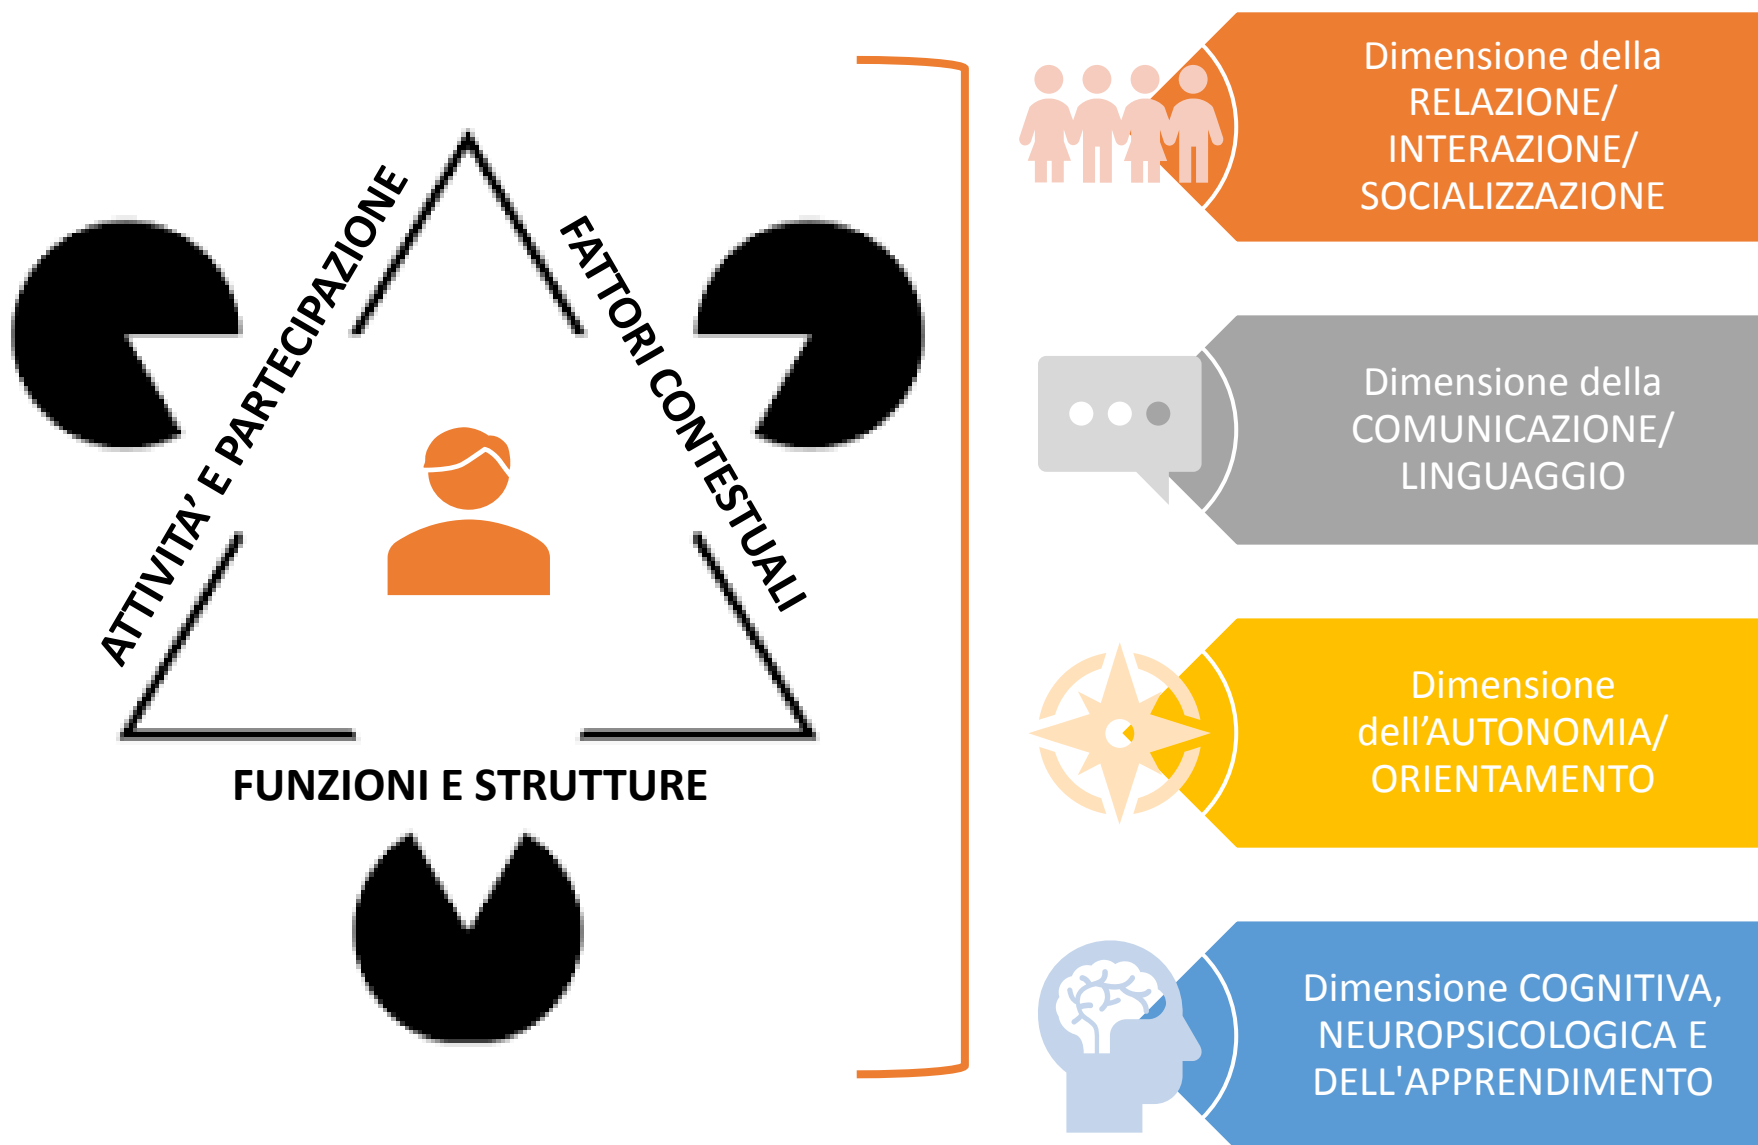 ATTIVITA’ E PARTECIPAZIONE
FATTORI CONTESTUALI
FUNZIONI E STRUTTURE
Dimensione della
RELAZIONE/
INTERAZIONE/
SOCIALIZZAZIONE
Dimensione della
COMUNICAZIONE/
LINGUAGGIO
Dimensione
dell’AUTONOMIA/
ORIENTAMENTO
Dimensione COGNITIVA,
NEUROPSICOLOGICA E
DELL'APPRENDIMENTO